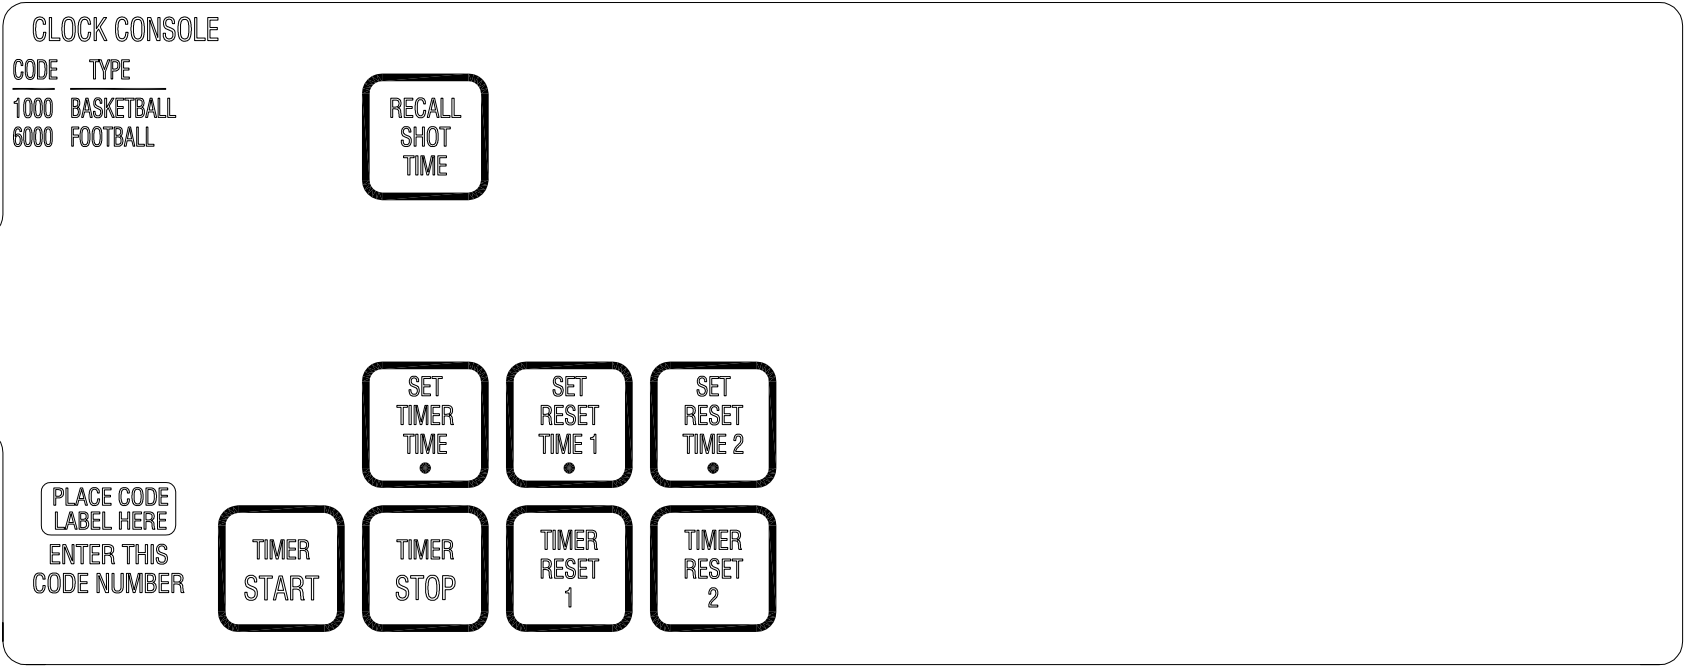 CLOCK CONSOLE
CODE TYPE
1000 BASKETBALL
6000 FOOTBALL
RECALL
SHOT
TIME
SET
TIMER
TIME
SET
RESET
TIME 1
SET
RESET
TIME 2
PLACE CODE
LABEL HERE
ENTER THIS
CODE NUMBER
TIMER
START
TIMER
STOP
TIMER
RESET
1
TIMER
RESET
2